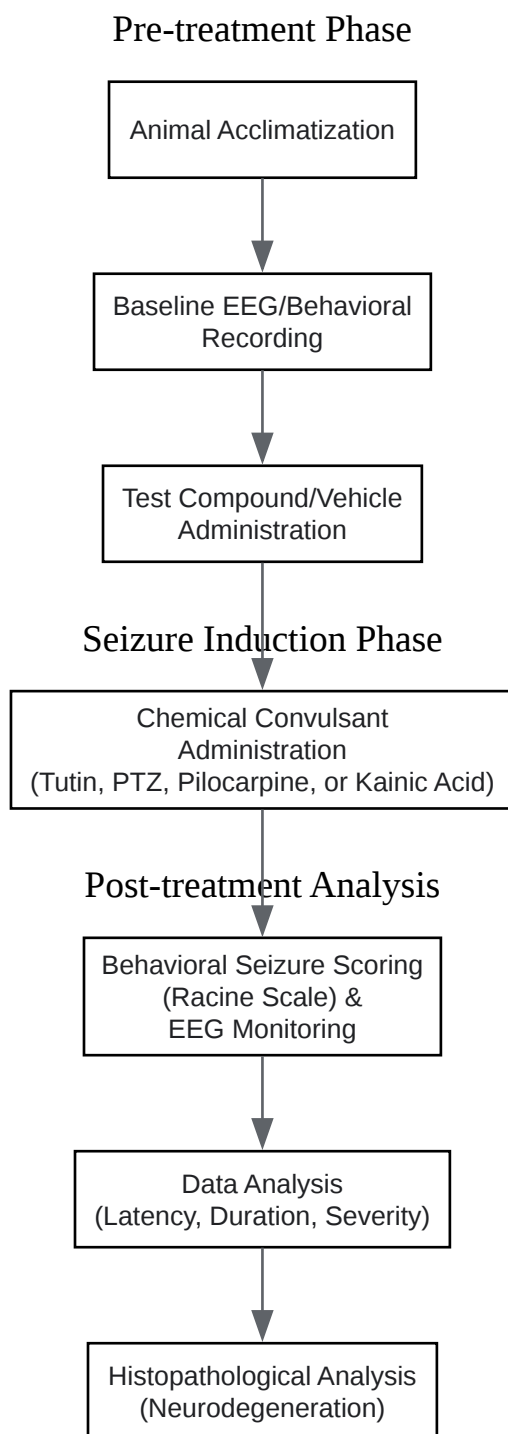 Pre-treatment Phase
Animal Acclimatization
Baseline EEG/Behavioral
Recording
Test Compound/Vehicle
Administration
Seizure Induction Phase
Chemical Convulsant
Administration
(Tutin, PTZ, Pilocarpine, or Kainic Acid)
Post-treatment Analysis
Behavioral Seizure Scoring
(Racine Scale) &
EEG Monitoring
Data Analysis
(Latency, Duration, Severity)
Histopathological Analysis
(Neurodegeneration)